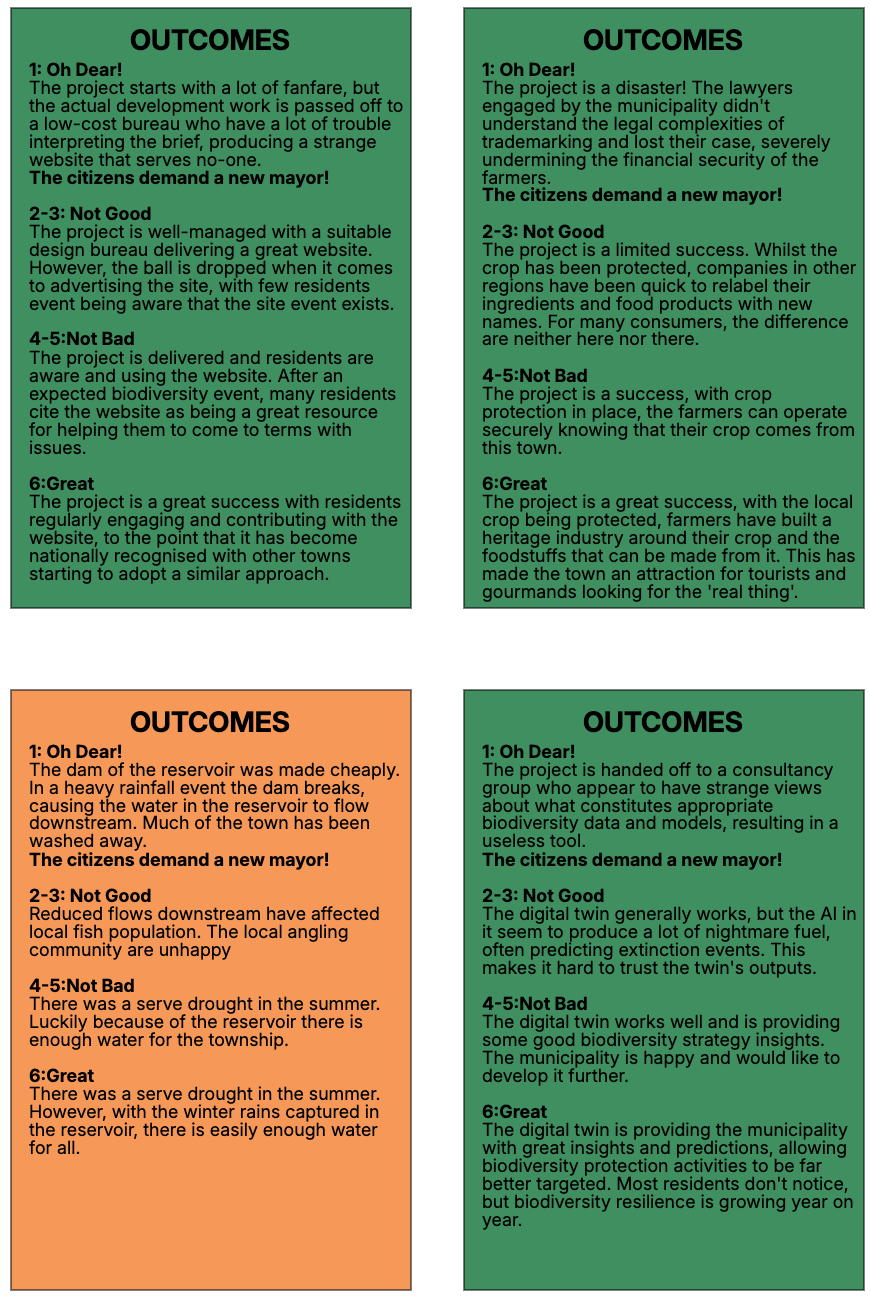 OUTCOMES
1: Oh Dear!
The project starts with a lot of fanfare, but
the actual development work is passed off to
a low-cost bureau who have a lot of trouble
interpreting the brief, producing a strange
website that serves no-one.
The citizens demand a new mayor!
2-3: Not Good
The project is well-managed with a suitable
design bureau delivering a great website.
However, the ball is dropped when it comes
to advertising the site, with few residents
event being aware that the site event exists.
4-5:Not Bad
The project is delivered and residents are
aware and using the website. After an
expected biodiversity event, many residents
cite the website as being a great resource
for helping them to come to terms with
issues.
6:Great
The project is a great success with residents
regularly engaging and contributing with the
website, to the point that it has become
nationally recognised with other towns
starting to adopt a similar approach.
OUTCOMES
1: Oh Dear!
The project is a disaster! The lawyers
engaged by the municipality didn't
understand the legal complexities of
trademarking and lost their case, severely
undermining the financial security of the
farmers.
The citizens demand a new mayor!
2-3: Not Good
The project is a limited success. Whilst the
crop has been protected, companies in other
regions have been quick to relabel their
ingredients and food products with new
names. For many consumers, the difference
are neither here nor there.
4-5:Not Bad
The project is a success, with crop
protection in place, the farmers can operate
securely knowing that their crop comes from
this town.
6:Great
The project is a great success, with the local
crop being protected, farmers have built a
heritage industry around their crop and the
foodstuffs that can be made from it. This has
made the town an attraction for tourists and
gourmands looking for the 'real thing'.
OUTCOMES
1: Oh Dear!
The dam of the reservoir was made cheaply.
In a heavy rainfall event the dam breaks,
causing the water in the reservoir to flow
downstream. Much of the town has been
washed away.
The citizens demand a new mayor!
2-3: Not Good
Reduced flows downstream have affected
local fish population. The local angling
community are unhappy
4-5:Not Bad
There was a serve drought in the summer.
Luckily because of the reservoir there is
enough water for the township.
6:Great
There was a serve drought in the summer.
However, with the winter rains captured in
the reservoir, there is easily enough water
for all.
OUTCOMES
1: Oh Dear!
The project is handed off to a consultancy
group who appear to have strange views
about what constitutes appropriate
biodiversity data and models, resulting in a
useless tool.
The citizens demand a new mayor!
2-3: Not Good
The digital twin generally works, but the AI in
it seem to produce a lot of nightmare fuel,
often predicting extinction events. This
makes it hard to trust the twin's outputs.
4-5:Not Bad
The digital twin works well and is providing
some good biodiversity strategy insights.
The municipality is happy and would like to
develop it further.
6:Great
The digital twin is providing the municipality
with great insights and predictions, allowing
biodiversity protection activities to be far
better targeted. Most residents don't notice,
but biodiversity resilience is growing year on
year.